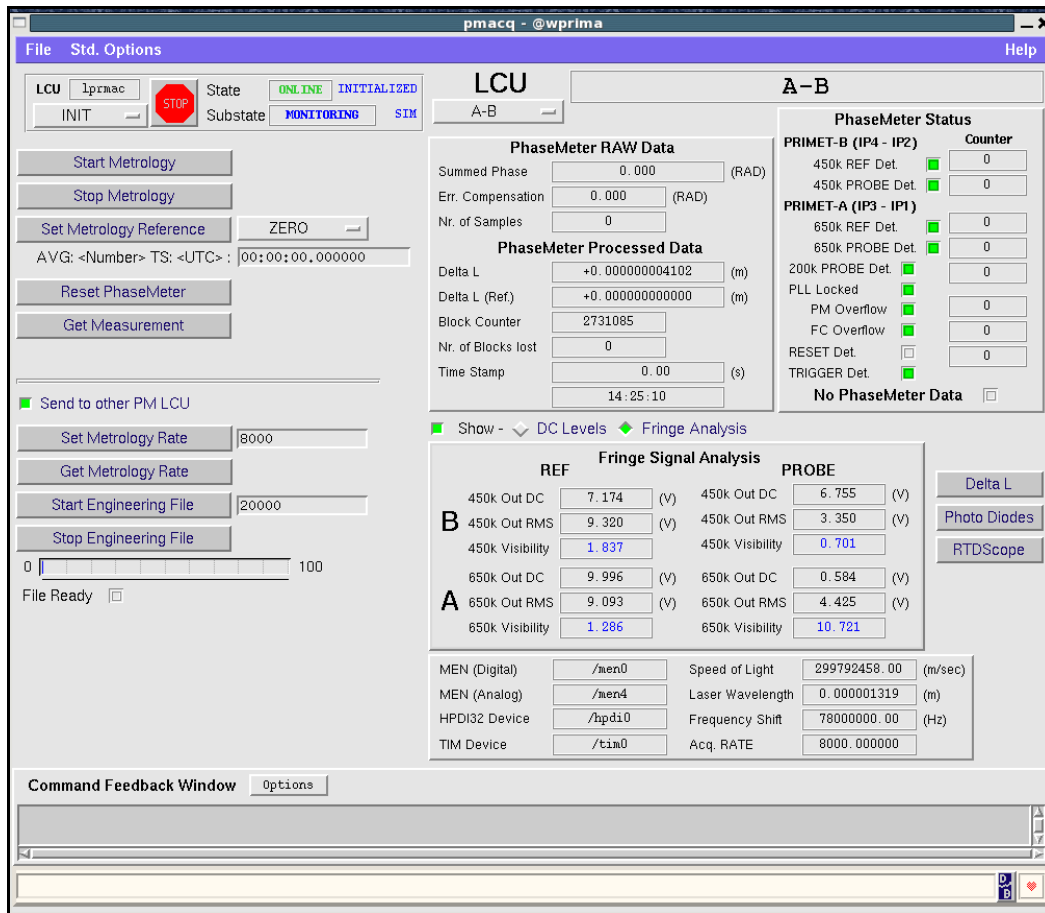 pmacq - @wprima
File Std. Options Help
LCU lprmac
INIT
STOP
State ONLINE INITIALIZED
Substate MONITORING SIM
LCU
A-B
A-B
Start Metrology
Stop Metrology
Set Metrology Reference ZERO
AVG: <Number> TS: <UTC> : 00:00:00.000000
Reset PhaseMeter
Get Measurement
Send to other PM LCU
Set Metrology Rate 8000
Get Metrology Rate
Start Engineering File 20000
Stop Engineering File
0 100
File Ready
PhaseMeter RAW Data
Summed Phase 0.000 (RAD)
Err. Compensation 0.000 (RAD)
Nr. of Samples 0
PhaseMeter Processed Data
Delta L +0.000000004102 (m)
Delta L (Ref.) +0.000000000000 (m)
Block Counter 2731085
Nr. of Blocks lost 0
Time Stamp 0.00 (s)
14:25:10
PhaseMeter Status
PRIMET-B (IP4 - IP2) Counter
450k REF Det. 0
450k PROBE Det. 0
PRIMET-A (IP3 - IP1)
650k REF Det. 0
650k PROBE Det. 0
200k PROBE Det.
PLL Locked
PM Overflow 0
FC Overflow 0
RESET Det. 0
TRIGGER Det.
No PhaseMeter Data
Show - DC Levels Fringe Analysis
Fringe Signal Analysis
REF PROBE
B
450k Out DC 7.174 (V) 450k Out DC 6.755 (V)
450k Out RMS 9.320 (V) 450k Out RMS 3.350 (V)
450k Visibility 1.837 450k Visibility 0.701
A
650k Out DC 9.996 (V) 650k Out DC 0.584 (V)
650k Out RMS 9.093 (V) 650k Out RMS 4.425 (V)
650k Visibility 1.286 650k Visibility 10.721
Delta L
Photo Diodes
RTDScope
MEN (Digital) /men0 Speed of Light 299792458.00 (m/sec)
MEN (Analog) /men4 Laser Wavelength 0.000001319 (m)
HPDI32 Device /hpdi0 Frequency Shift 78000000.00 (Hz)
TIM Device /tim0 Acq. RATE 8000.000000
Command Feedback Window Options
D
B